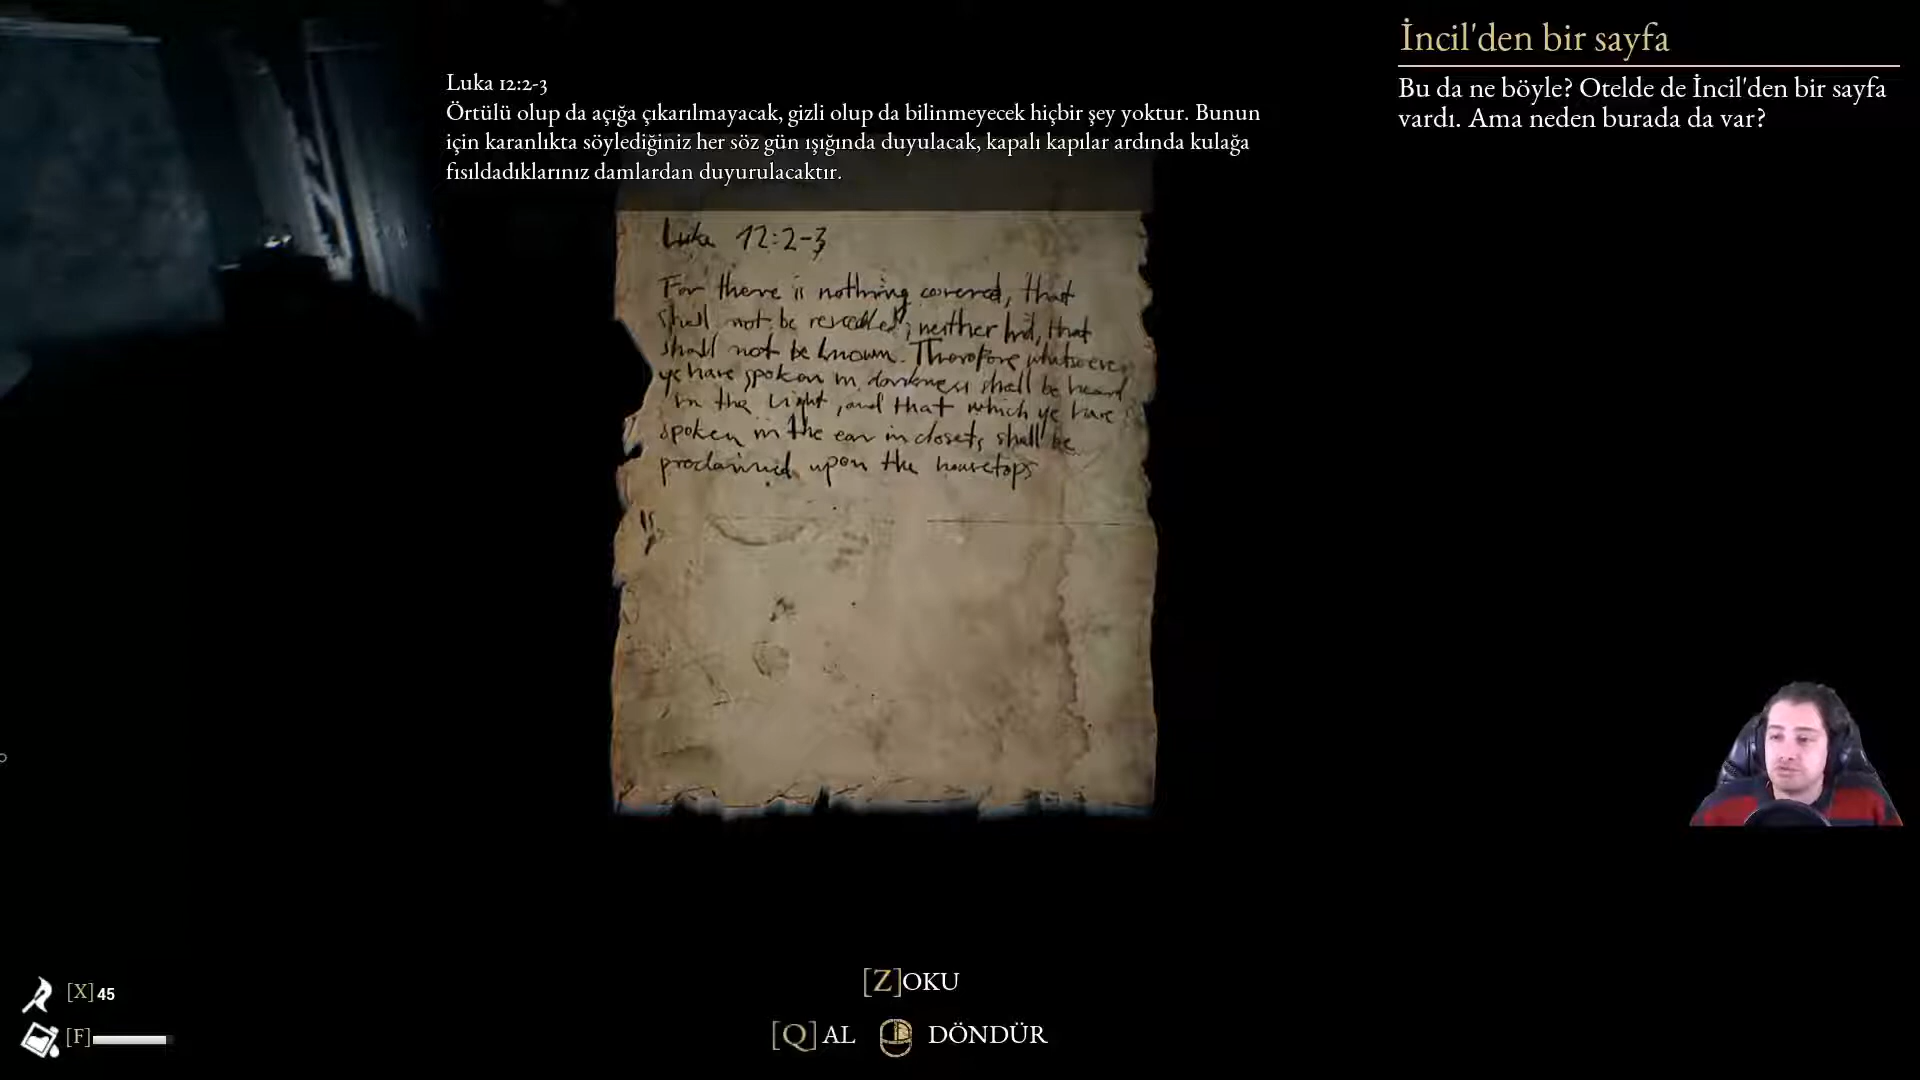 İncil'den bir sayfa
Bu da ne böyle? Otelde de İncil'den bir sayfa
vardı. Ama neden burada da var?
Luka 12:2-3
Örtülü olup da açığa çıkarılmayacak, gizli olup da bilinmeyecek hiçbir şey yoktur. Bunun
için karanlıkta söylediğiniz her söz gün ışığında duyulacak, kapalı kapılar ardında kulağa
fısıldadıklarınız damlardan duyurulacaktır.
Luka 12:2-3
For there is nothing covered, that
shall not be revealed; neither hid, that
shall not be known. Therefore whatsoever
ye have spoken in darkness shall be heard
in the light, and that which ye have
spoken in the ear in closets shall be
proclaimed upon the housetops
[X] 45
[F]
[Z]OKU
[Q] AL DÖNDÜR